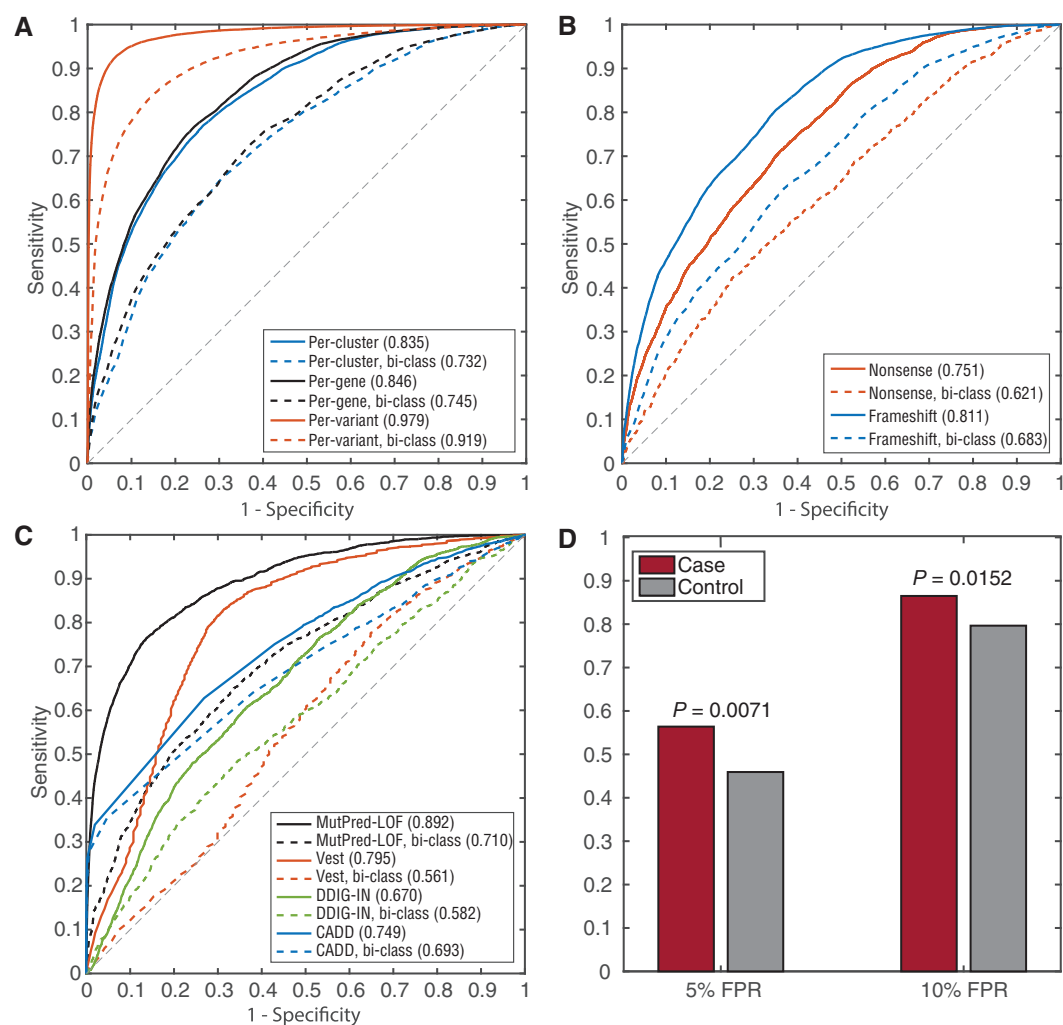 A
1
0.9
0.8
0.7
0.6
0.5
0.4
0.3
0.2
0.1
0
Sensitivity
Per-cluster (0.835)
Per-cluster, bi-class (0.732)
Per-gene (0.846)
Per-gene, bi-class (0.745)
Per-variant (0.979)
Per-variant, bi-class (0.919)
0 0.1 0.2 0.3 0.4 0.5 0.6 0.7 0.8 0.9 1
1 - Specificity
B
1
0.9
0.8
0.7
0.6
0.5
0.4
0.3
0.2
0.1
0
Sensitivity
Nonsense (0.751)
Nonsense, bi-class (0.621)
Frameshift (0.811)
Frameshift, bi-class (0.683)
0 0.1 0.2 0.3 0.4 0.5 0.6 0.7 0.8 0.9 1
1 - Specificity
C
1
0.9
0.8
0.7
0.6
0.5
0.4
0.3
0.2
0.1
0
Sensitivity
MutPred-LOF (0.892)
MutPred-LOF, bi-class (0.710)
Vest (0.795)
Vest, bi-class (0.561)
DDIG-IN (0.670)
DDIG-IN, bi-class (0.582)
CADD (0.749)
CADD, bi-class (0.693)
0 0.1 0.2 0.3 0.4 0.5 0.6 0.7 0.8 0.9 1
1 - Specificity
D
1
0.9
0.8
0.7
0.6
0.5
0.4
0.3
0.2
0.1
0
Case
Control
P = 0.0071
P = 0.0152
5% FPR 10% FPR